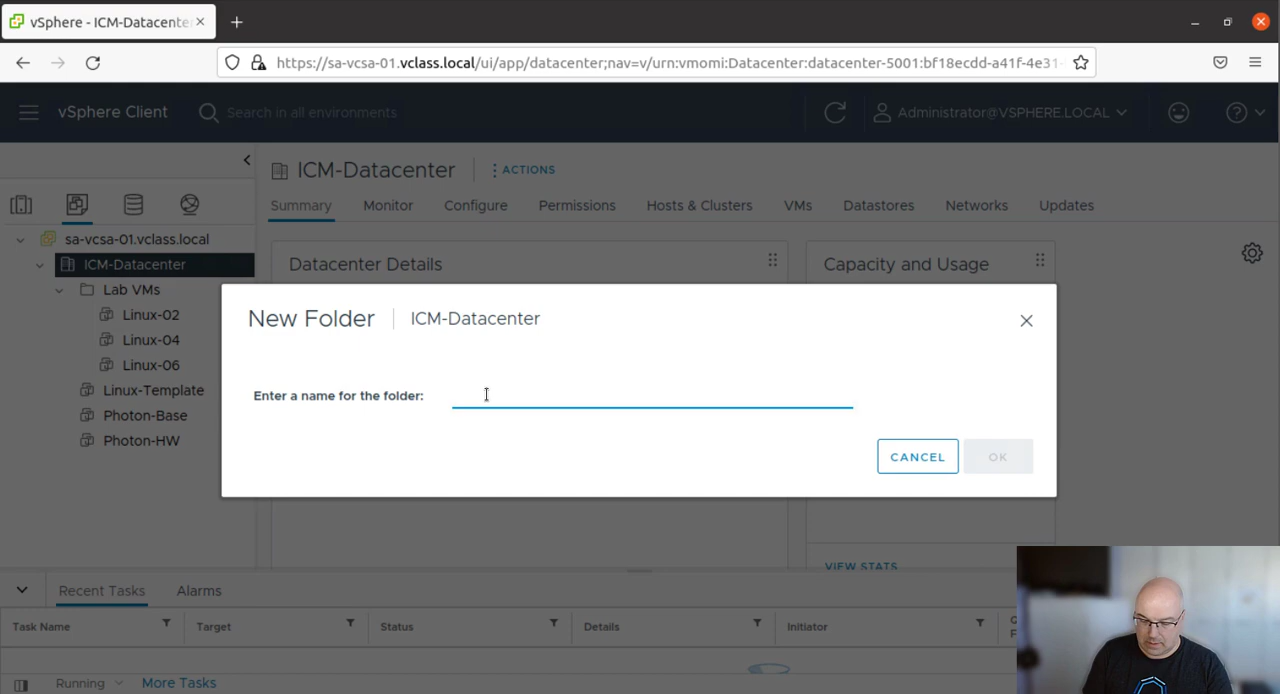 vSphere - ICM-Datacente
https://sa-vcsa-01.vclass.local/ui/app/datacenter;nav=v/urn:vmomi:Datacenter:datacenter-5001:bf18ecdd-a41f-4e31-
vSphere Client
Search in all environments
Administrator@VSPHERE.LOCAL
ICM-Datacenter
ACTIONS
Summary Monitor Configure Permissions Hosts & Clusters VMs Datastores Networks Updates
sa-vcsa-01.vclass.local
ICM-Datacenter
Lab VMs
Linux-02
Linux-04
Linux-06
Linux-Template
Photon-Base
Photon-HW
Datacenter Details
Capacity and Usage
New Folder
ICM-Datacenter
Enter a name for the folder:
CANCEL OK
VIEW STATS
Recent Tasks Alarms
Task Name Target Status Details Initiator
Running More Tasks